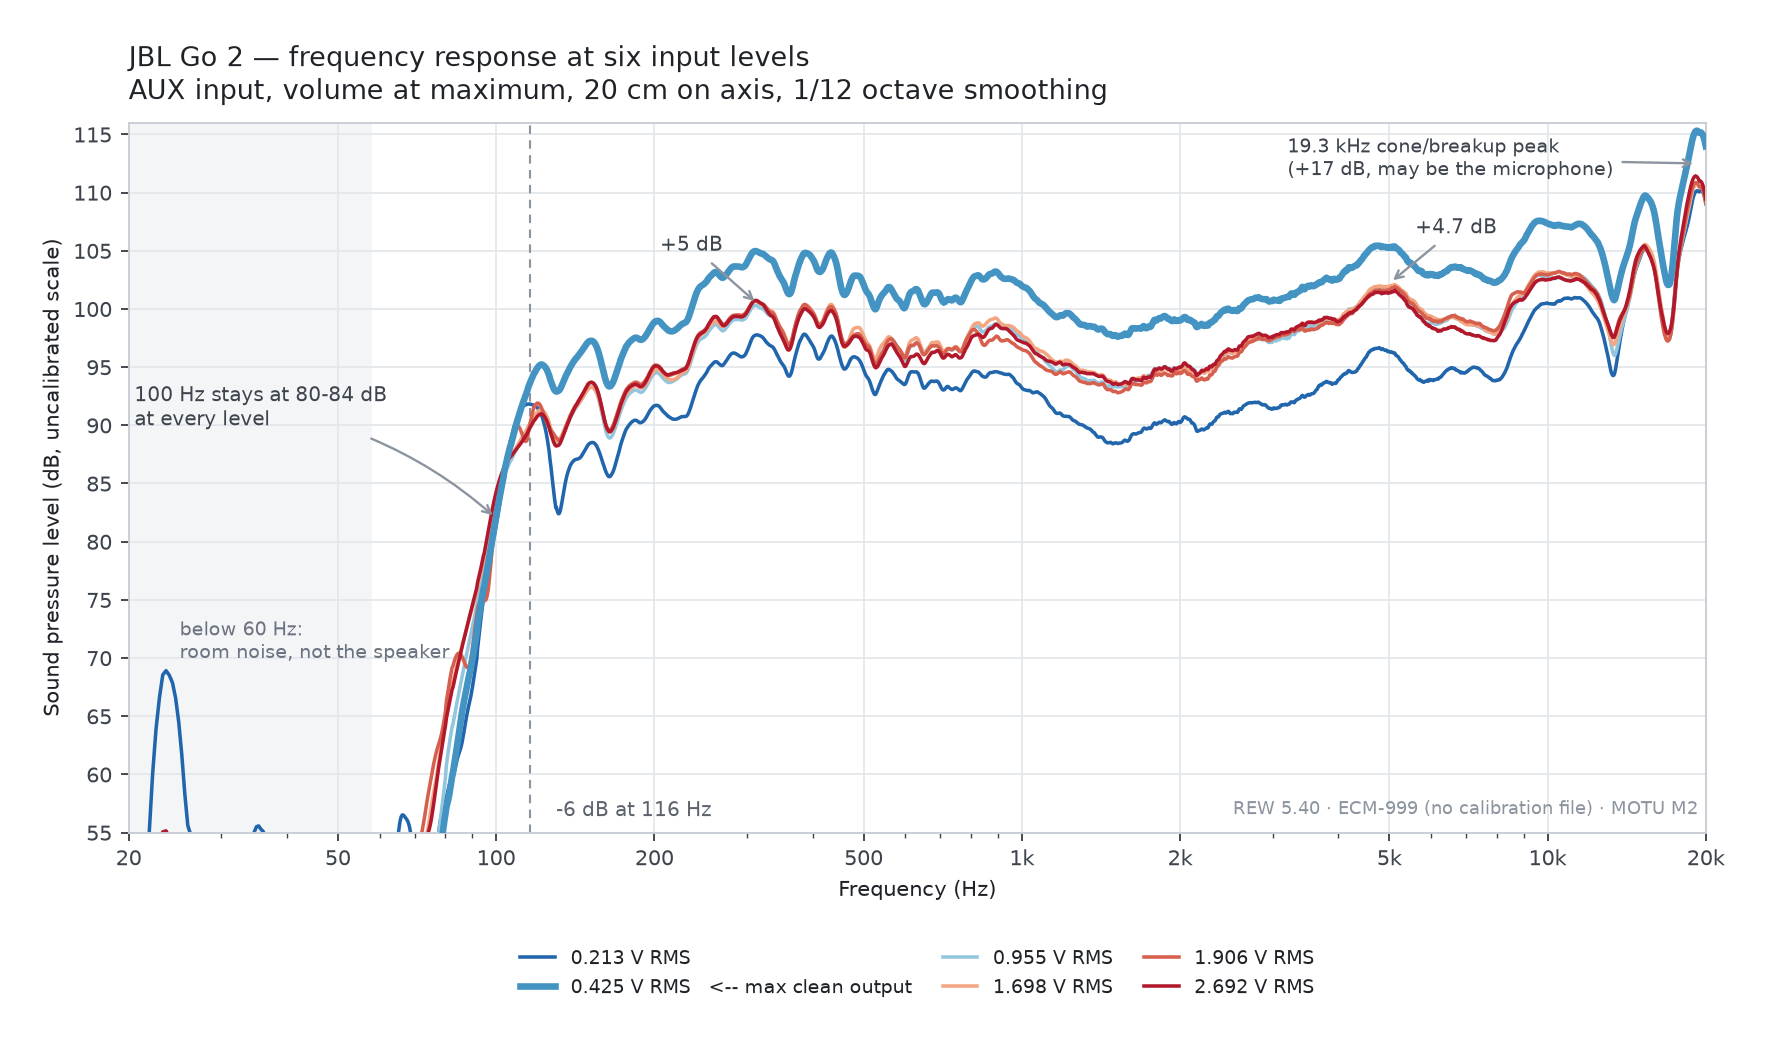 JBL Go 2 — frequency response at six input levels
AUX input, volume at maximum, 20 cm on axis, 1/12 octave smoothing
Sound pressure level (dB, uncalibrated scale)
115
110
105
100
95
90
85
80
75
70
65
60
55
19.3 kHz cone/breakup peak
(+17 dB, may be the microphone)
+5 dB
+4.7 dB
100 Hz stays at 80-84 dB
at every level
below 60 Hz:
room noise, not the speaker
-6 dB at 116 Hz
REW 5.40 · ECM-999 (no calibration file) · MOTU M2
20 50 100 200 500 1k 2k 5k 10k 20k
Frequency (Hz)
0.213 V RMS
0.425 V RMS <-- max clean output
0.955 V RMS
1.698 V RMS
1.906 V RMS
2.692 V RMS